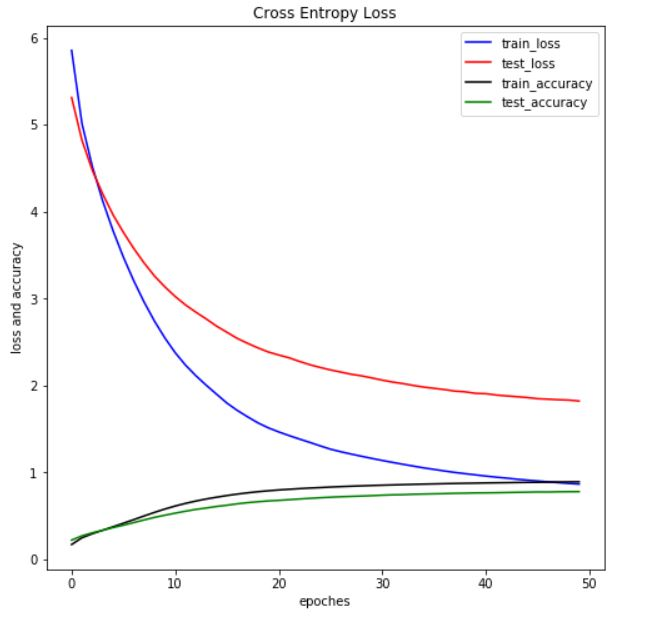 Cross Entropy Loss
train_loss
test_loss
train_accuracy
test_accuracy
loss and accuracy
6
5
4
3
2
1
0
0 10 20 30 40 50
epoches